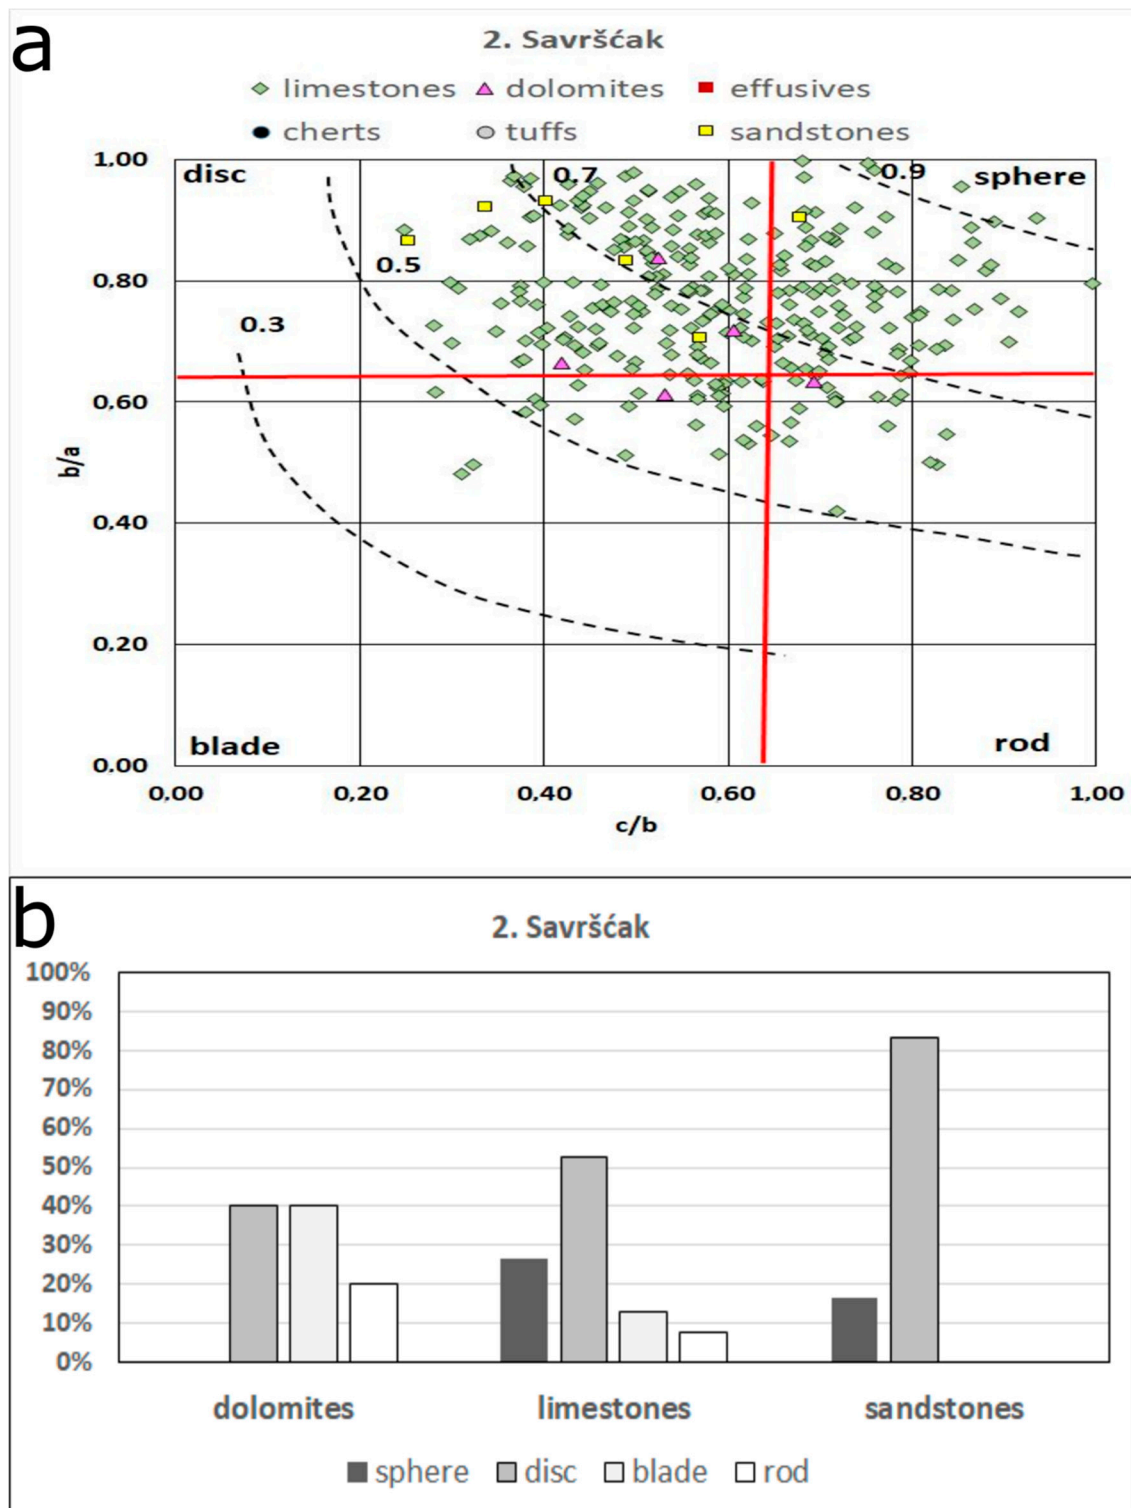 a
2. Savršćak
limestones dolomites effusives
cherts tuffs sandstones
1,00
disc 0.7 0.9 sphere
0.5
0,80
0.3
0,60
b/a
0,40
0,20
blade rod
0,00
0,00 0,20 0,40 0,60 0,80 1,00
c/b
b
2. Savršćak
100%
90%
80%
70%
60%
50%
40%
30%
20%
10%
0%
dolomites limestones sandstones
sphere disc blade rod